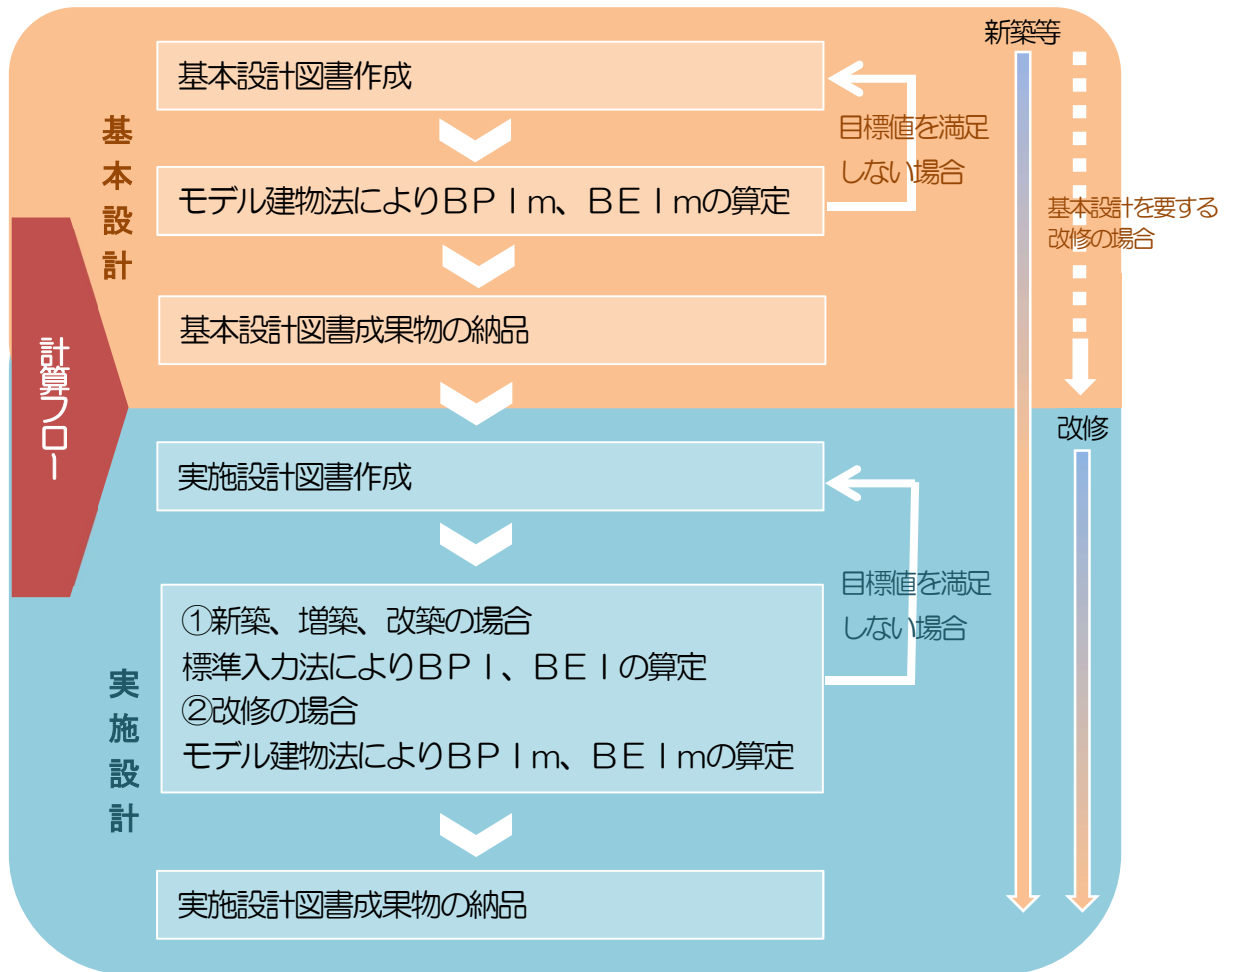 新築等
基本設計図書作成
基本設計
目標値を満足
しない場合
モデル建物法によりＢＰＩｍ、ＢＥＩｍの算定
基本設計を要する
改修の場合
基本設計図書成果物の納品
計算フロー
改修
実施設計図書作成
目標値を満足
しない場合
①新築、増築、改築の場合
標準入力法によりＢＰＩ、ＢＥＩの算定
②改修の場合
モデル建物法によりＢＰＩｍ、ＢＥＩｍの算定
実施設計
実施設計図書成果物の納品